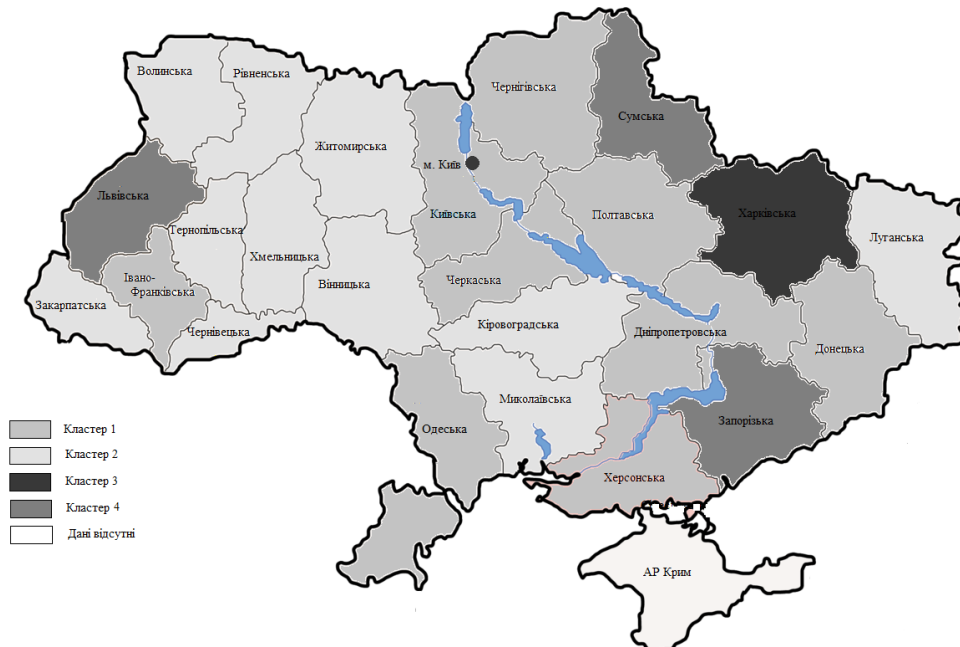 Волинська
Рівненська
Чернігівська
Сумська
Житомирська
м. Київ
Львівська
Київська
Полтавська
Харківська
Тернопільська
Луганська
Хмельницька
Івано-
Франківська
Вінницька
Черкаська
Закарпатська
Чернівецька
Кіровоградська
Дніпропетровська
Донецька
Миколаївська
Одеська
Запорізька
Херсонська
Кластер 1
Кластер 2
Кластер 3
Кластер 4
Дані відсутні
АР Крим